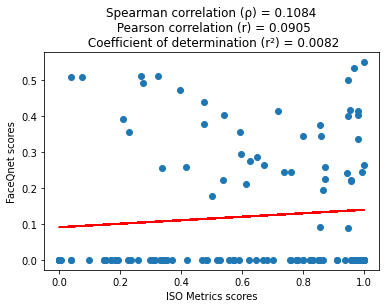 Spearman correlation (ρ) = 0.1084
Pearson correlation (r) = 0.0905
Coefficient of determination (r²) = 0.0082
FaceQnet scores
0.5
0.4
0.3
0.2
0.1
0.0
0.0 0.2 0.4 0.6 0.8 1.0
ISO Metrics scores